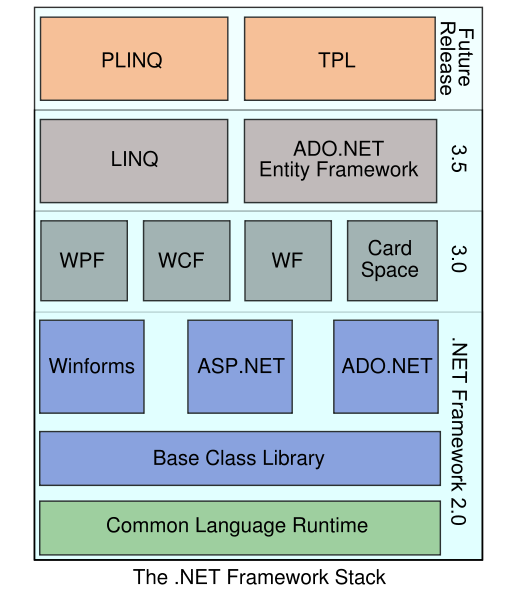 PLINQ
TPL
Future
Release
LINQ
ADO.NET
Entity Framework
3.5
WPF
WCF
WF
Card
Space
3.0
Winforms
ASP.NET
ADO.NET
.NET Framework 2.0
Base Class Library
Common Language Runtime
The .NET Framework Stack